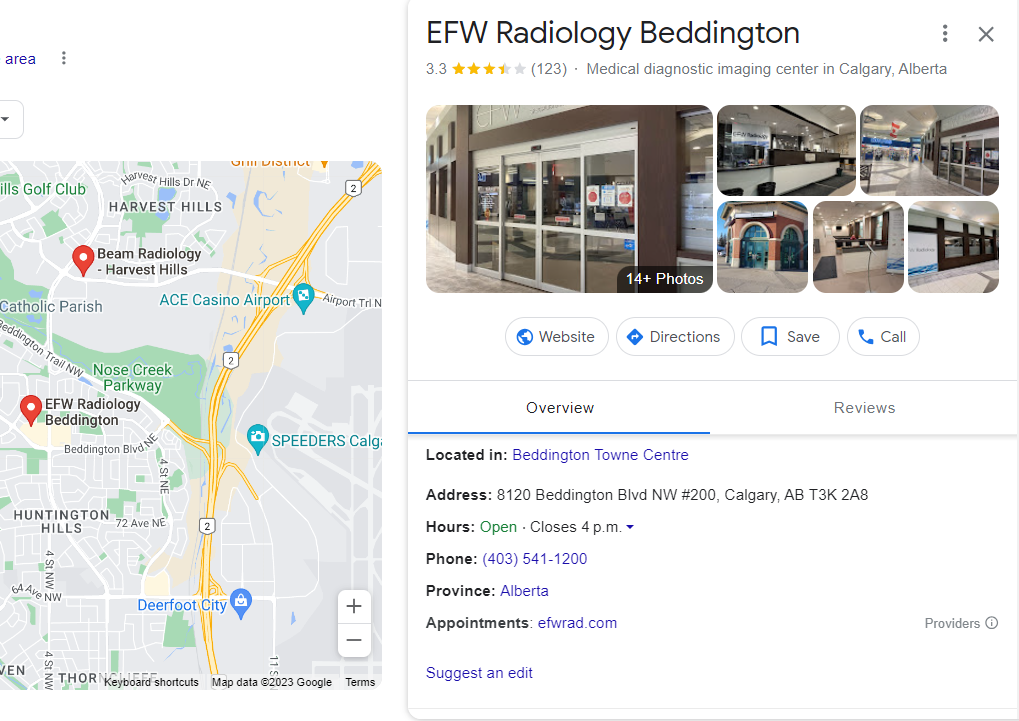 area
Grill District
2
ills Golf Club
Harvest Hills Dr NE
HARVEST HILLS
Beam Radiology
- Harvest Hills
Catholic Parish
ACE Casino Airport
Airport Trl N
Beddington Trail NW
2
Nose Creek
Parkway
EFW Radiology
Beddington
Beddington Blvd NE
SPEEDERS Calga
4 St NE
HUNTINGTON
HILLS
72 Ave NE
2
4 St NW
64 Ave NW
Deerfoot City
4 St NW
11 S
VEN
THORNCLIFFE
Keyboard shortcuts
Map data ©2023 Google
Terms
EFW Radiology Beddington
3.3 (123) · Medical diagnostic imaging center in Calgary, Alberta
EFW Radiology
14+ Photos
Website
Directions
Save
Call
Overview
Reviews
Located in: Beddington Towne Centre
Address: 8120 Beddington Blvd NW #200, Calgary, AB T3K 2A8
Hours: Open · Closes 4 p.m.
Phone: (403) 541-1200
Province: Alberta
Appointments: efwrad.com
Providers
Suggest an edit